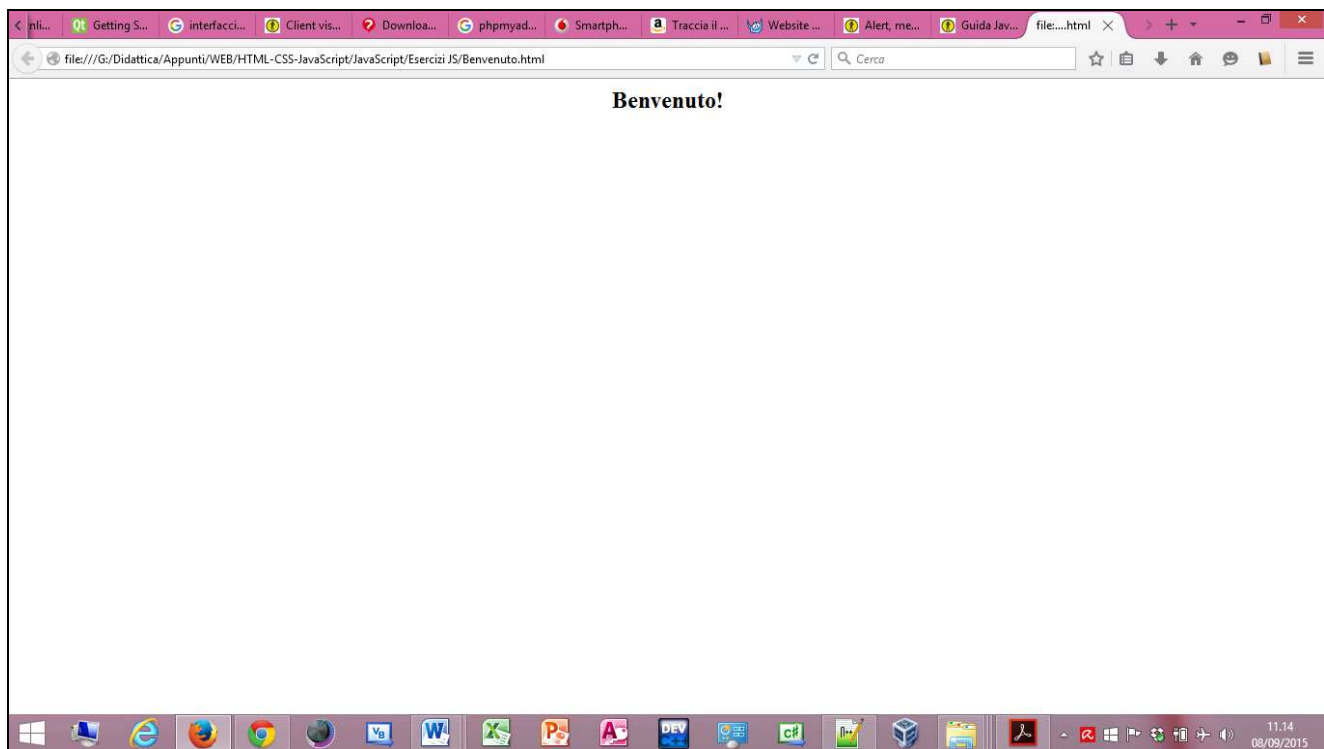 nli... Getting S... interfacci... Client vis... Downloa... phpmyad... Smartph... Traccia il ... Website ... Alert, me... Guida Jav... file:....html
file:///G:/Didattica/Appunti/WEB/HTML-CSS-JavaScript/JavaScript/Esercizi JS/Benvenuto.html Cerca
Benvenuto!
11.14
08/09/2015